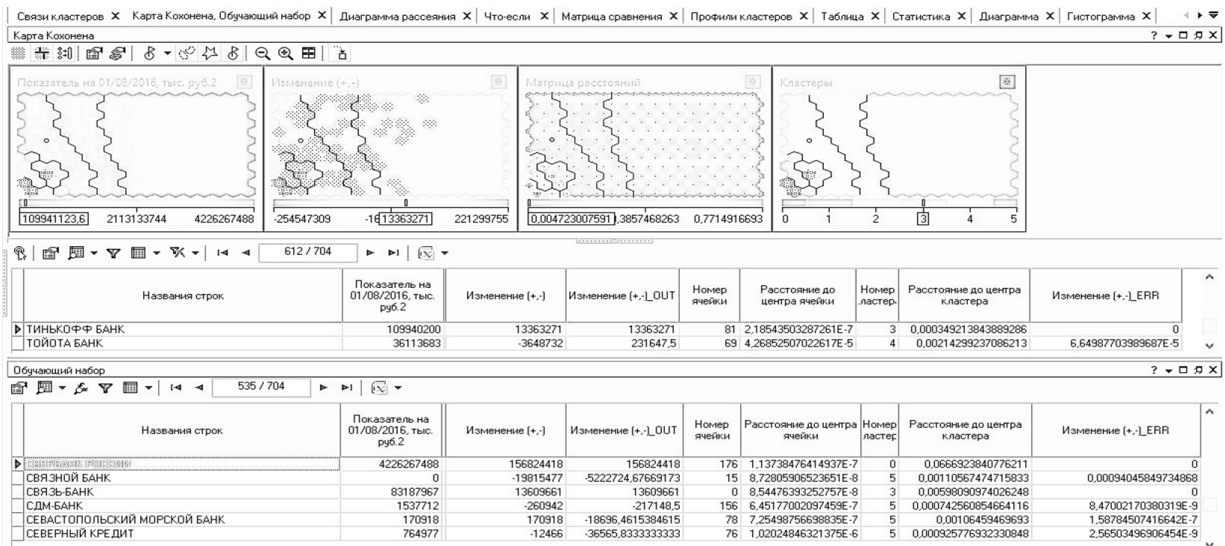 Связи кластеров X Карта Кохонена, Обучающий набор X Диаграмма рассеяния X Что-если X Матрица сравнения X Профили кластеров X Таблица X Статистика X Диаграмма X Гистограмма X
Карта Кохонена
Показатель на 01/08/2016, тыс. руб.2 Изменение (+,-) Матрица расстояний Кластеры
109941123,6 2113133744 4226267488 -254547309 -16 13363271 221299755 0,004723007591 ,3857468263 0,7714916693 0 1 2 3 4 5
612 / 704
Названия строк Показатель на 01/08/2016, тыс. руб.2 Изменение (+,-) Изменение (+,-)_OUT Номер ячейки Расстояние до центра ячейки Номер ластер- Расстояние до центра кластера Изменение (+,-)_ERR
ТИНЬКОФФ БАНК 109940200 13363271 13363271 81 2,18543503287261E-7 3 0,000349213843889286 0
ТОЙОТА БАНК 36113683 -3648732 231647,5 69 4,26852507022617E-5 4 0,00214299237086213 6,64987703989687E-5
Обучающий набор
535 / 704
Названия строк Показатель на 01/08/2016, тыс. руб.2 Изменение (+,-) Изменение (+,-)_OUT Номер ячейки Расстояние до центра ячейки Номер ластер Расстояние до центра кластера Изменение (+,-)_ERR
СБЕРБАНК РОССИИ 4226267488 156824418 156824418 176 1,13738476414937E-7 0 0,0666923840776211 0
СВЯЗНОЙ БАНК 0 -19815477 -5222724,67669173 15 8,72805906523651E-8 5 0,00110567474715833 0,00094045849734868
СВЯЗЬ-БАНК 83187967 13609661 13609661 0 8,54476393252757E-8 3 0,00598090974026248 0
СДМ-БАНК 1537712 -260942 -217148,5 156 6,45177002097459E-7 5 0,000742560854664116 8,47002170380319E-9
СЕВАСТОПОЛЬСКИЙ МОРСКОЙ БАНК 170918 170918 -18696,4615384615 78 7,25498756698835E-7 5 0,00106459469693 1,58784507416642E-7
СЕВЕРНЫЙ КРЕДИТ 764977 -12466 -36565,8333333333 76 1,02024846321375E-6 5 0,000925776932330848 2,56503496906454E-9